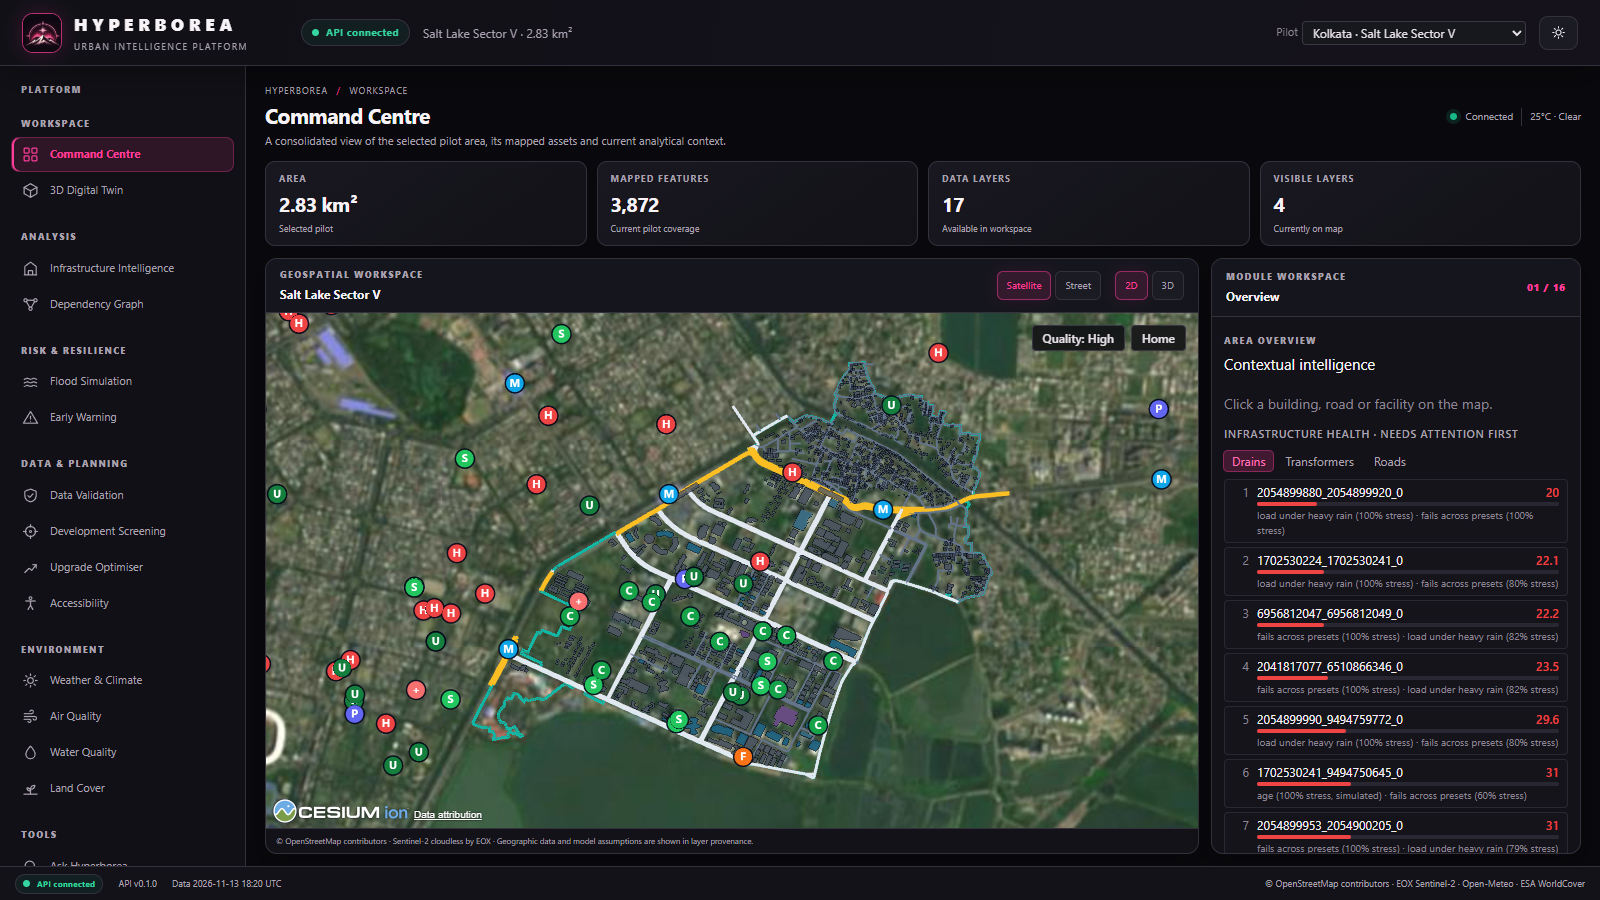 HYPERBOREA
URBAN INTELLIGENCE PLATFORM
API connected
Salt Lake Sector V · 2.83 km²
Pilot
Kolkata · Salt Lake Sector V
PLATFORM
WORKSPACE
Command Centre
3D Digital Twin
ANALYSIS
Infrastructure Intelligence
Dependency Graph
RISK & RESILIENCE
Flood Simulation
Early Warning
DATA & PLANNING
Data Validation
Development Screening
Upgrade Optimiser
Accessibility
ENVIRONMENT
Weather & Climate
Air Quality
Water Quality
Land Cover
TOOLS
Ask Hyperborea
HYPERBOREA / WORKSPACE
Command Centre
A consolidated view of the selected pilot area, its mapped assets and current analytical context.
Connected
25°C · Clear
AREA
2.83 km²
Selected pilot
MAPPED FEATURES
3,872
Current pilot coverage
DATA LAYERS
17
Available in workspace
VISIBLE LAYERS
4
Currently on map
GEOSPATIAL WORKSPACE
Salt Lake Sector V
Satellite
Street
2D
3D
Quality: High
Home
CESIUM ion
Data attribution
© OpenStreetMap contributors · Sentinel-2 cloudless by EOX · Geographic data and model assumptions are shown in layer provenance.
MODULE WORKSPACE
Overview
01 / 16
AREA OVERVIEW
Contextual intelligence
Click a building, road or facility on the map.
INFRASTRUCTURE HEALTH · NEEDS ATTENTION FIRST
Drains
Transformers
Roads
1 2054899880_2054899920_0 20
load under heavy rain (100% stress) · fails across presets (100%
stress)
2 1702530224_1702530241_0 22.1
load under heavy rain (100% stress) · fails across presets (80% stress)
3 6956812047_6956812049_0 22.2
fails across presets (100% stress) · load under heavy rain (82% stress)
4 2041817077_6510866346_0 23.5
fails across presets (100% stress) · load under heavy rain (82% stress)
5 2054899990_9494759772_0 29.6
load under heavy rain (100% stress) · fails across presets (80% stress)
6 1702530241_9494750645_0 31
age (100% stress, simulated) · fails across presets (60% stress)
7 2054899953_2054900205_0 31
fails across presets (100% stress) · load under heavy rain (79% stress)
API connected
API v0.1.0
Data 2026-11-13 18:20 UTC
© OpenStreetMap contributors · EOX Sentinel-2 · Open-Meteo · ESA WorldCover